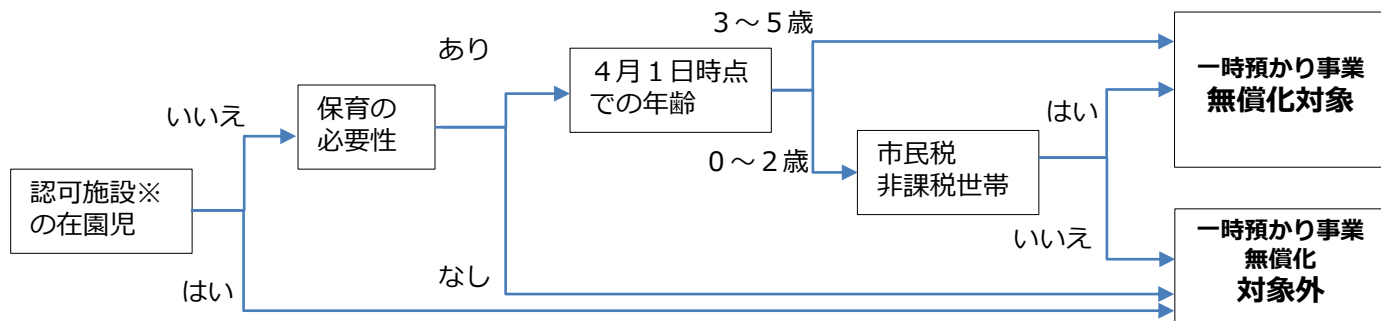 認可施設※
の在園児
いいえ
はい
保育の
必要性
あり
なし
４月１日時点
での年齢
３～５歳
０～２歳
市民税
非課税世帯
はい
いいえ
一時預かり事業
無償化対象
一時預かり事業
無償化
対象外